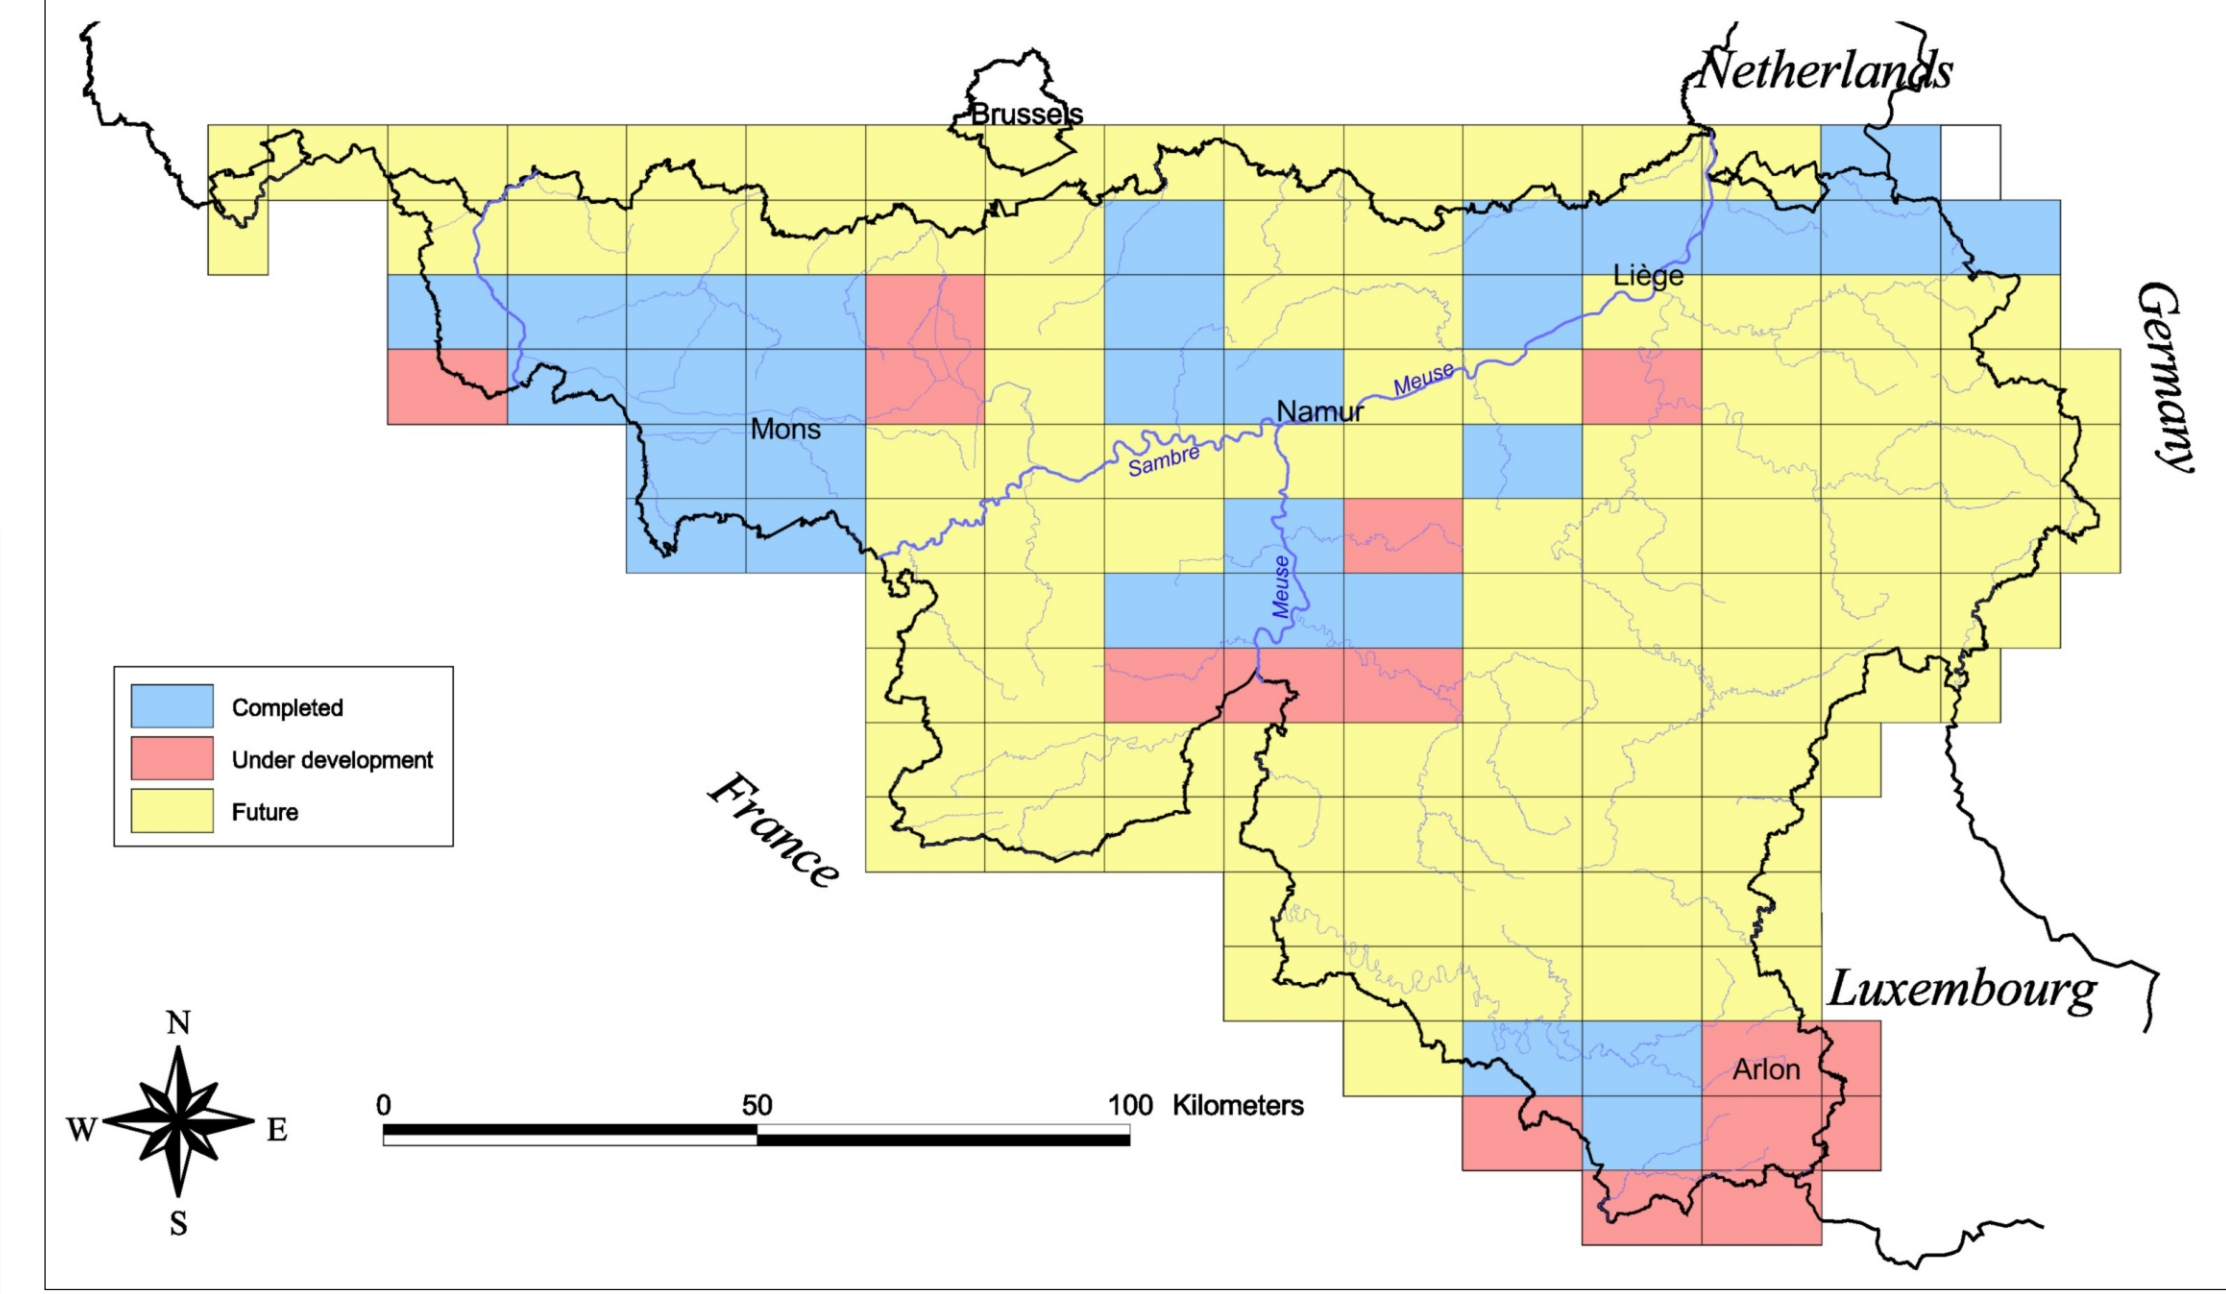 Netherlands
Brussels
Liège
Germany
Meuse
Namur
Mons
Sambre
Meuse
Completed
Under development
Future
France
Luxembourg
N
W
E
S
Arlon
0
50
100 Kilometers